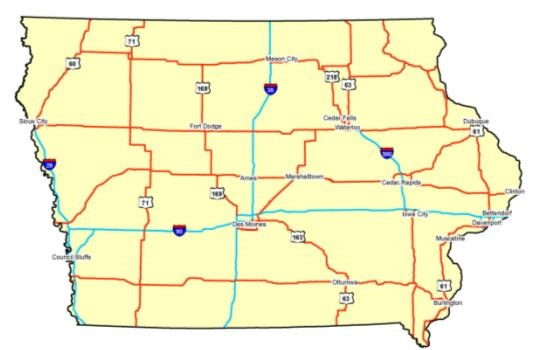 71
60
Mason City
218
63
169
35
Sioux City
Fort Dodge
Cedar Falls
Waterloo
Dubuque
61
380
29
Ames
Marshalltown
Cedar Rapids
Clinton
169
71
Iowa City
Bettendorf
Davenport
Des Moines
80
163
Muscatine
Council Bluffs
Ottumwa
61
63
Burlington